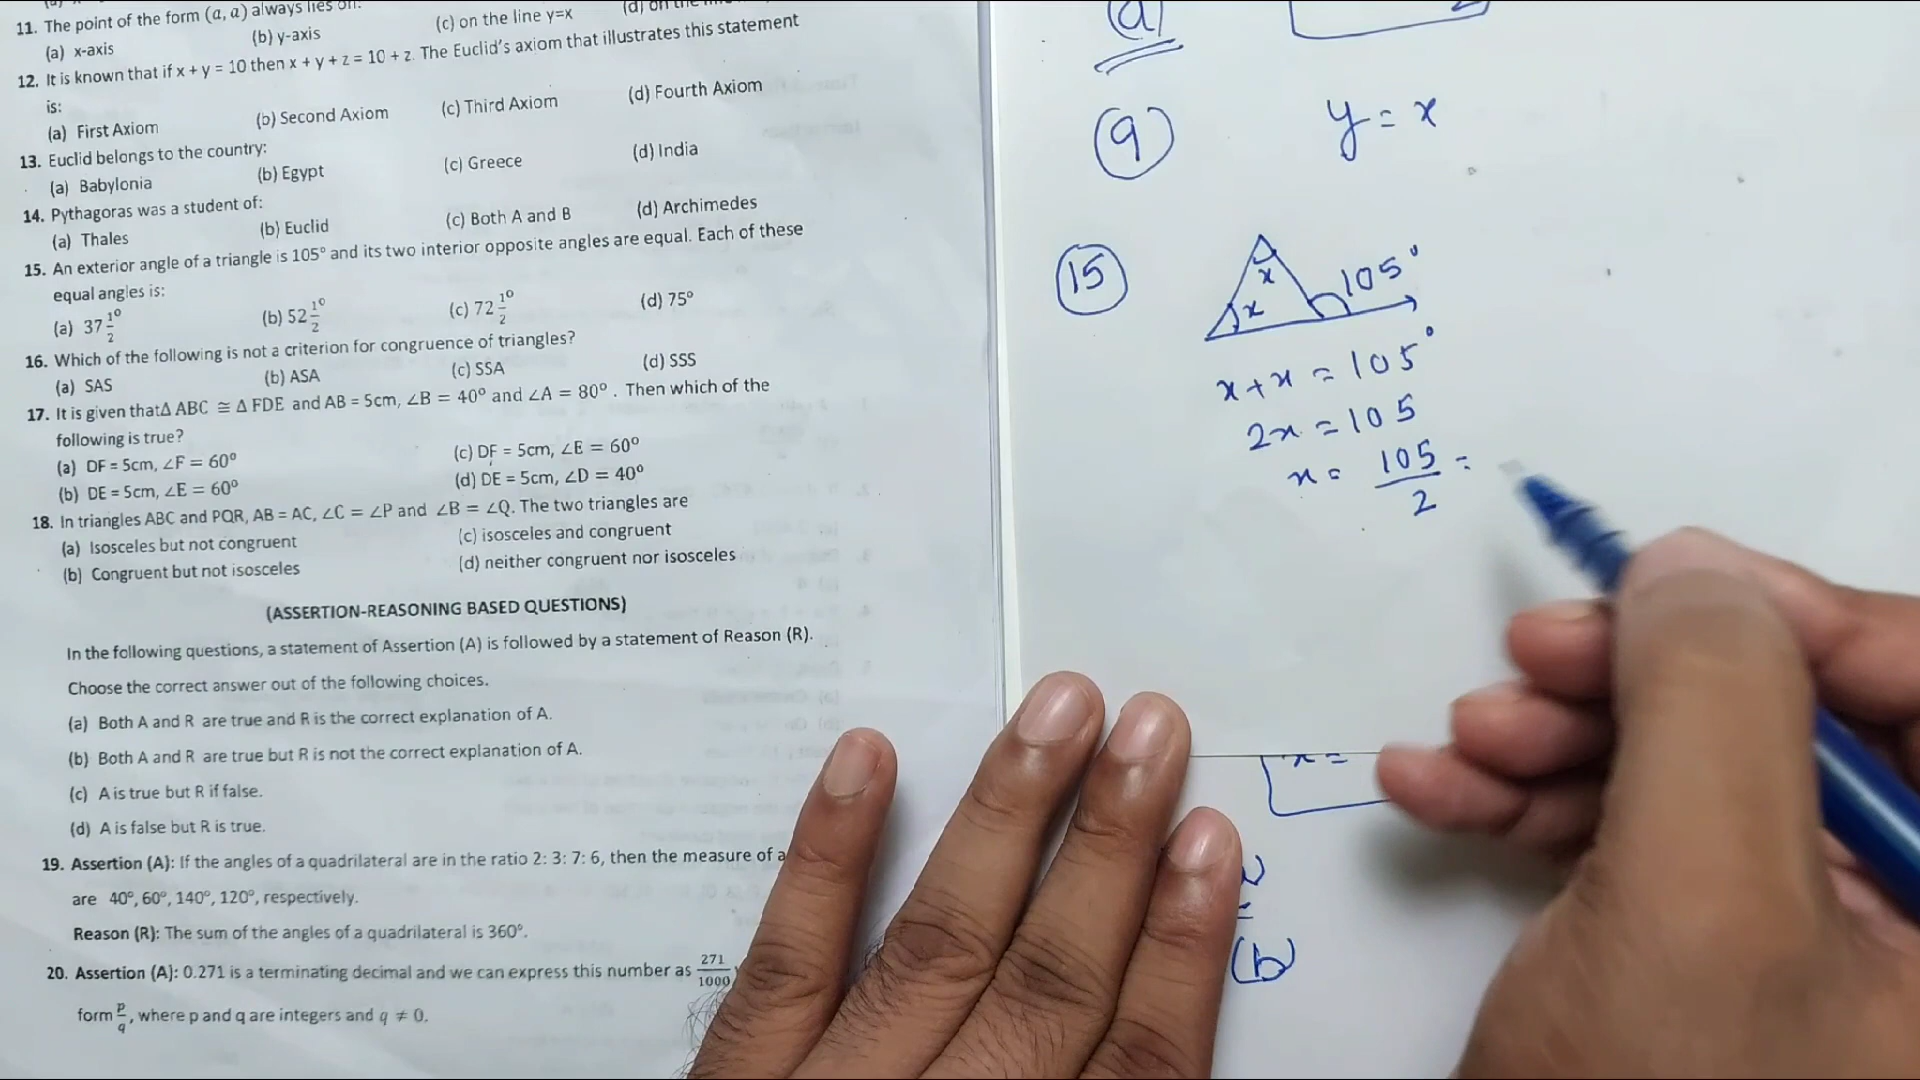 11. The point of the form (a, a) always lies on:
(a) x-axis (b) y-axis (c) on the line y=x (d) on the
12. It is known that if x + y = 10 then x + y + z = 10 + z. The Euclid's axiom that illustrates this statement
is:
(a) First Axiom (b) Second Axiom (c) Third Axiom (d) Fourth Axiom
13. Euclid belongs to the country:
(a) Babylonia (b) Egypt (c) Greece (d) India
14. Pythagoras was a student of:
(a) Thales (b) Euclid (c) Both A and B (d) Archimedes
15. An exterior angle of a triangle is 105° and its two interior opposite angles are equal. Each of these
equal angles is:
(a) 37 1/2° (b) 52 1/2° (c) 72 1/2° (d) 75°
16. Which of the following is not a criterion for congruence of triangles?
(a) SAS (b) ASA (c) SSA (d) SSS
17. It is given that Δ ABC ≅ Δ FDE and AB = 5cm, ∠B = 40° and ∠A = 80° . Then which of the
following is true?
(a) DF = 5cm, ∠F = 60° (c) DF = 5cm, ∠E = 60°
(b) DE = 5cm, ∠E = 60° (d) DE = 5cm, ∠D = 40°
18. In triangles ABC and PQR, AB = AC, ∠C = ∠P and ∠B = ∠Q. The two triangles are
(a) Isosceles but not congruent (c) isosceles and congruent
(b) Congruent but not isosceles (d) neither congruent nor isosceles
(ASSERTION-REASONING BASED QUESTIONS)
In the following questions, a statement of Assertion (A) is followed by a statement of Reason (R).
Choose the correct answer out of the following choices.
(a) Both A and R are true and R is the correct explanation of A.
(b) Both A and R are true but R is not the correct explanation of A.
(c) A is true but R if false.
(d) A is false but R is true.
19. Assertion (A): If the angles of a quadrilateral are in the ratio 2: 3: 7: 6, then the measure of a
are 40°, 60°, 140°, 120°, respectively.
Reason (R): The sum of the angles of a quadrilateral is 360°.
20. Assertion (A): 0.271 is a terminating decimal and we can express this number as 271/1000
form p/q, where p and q are integers and q ≠ 0.
(a)
9 y = x
15 x x 105°
x + x = 105°
2x = 105
x = 105/2 =
x =
(b)